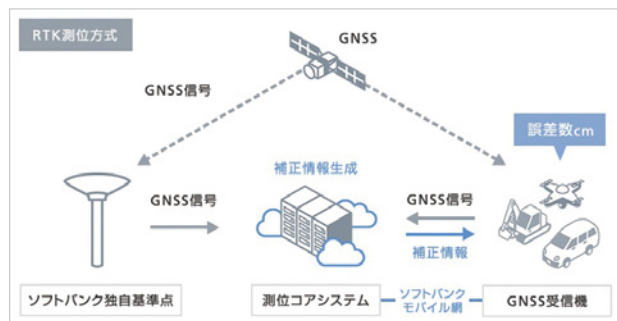 RTK測位方式
GNSS
GNSS信号
誤差数cm
補正情報生成
GNSS信号
GNSS信号
補正情報
ソフトバンク独自基準点
測位コアシステム
ソフトバンク
モバイル網
GNSS受信機